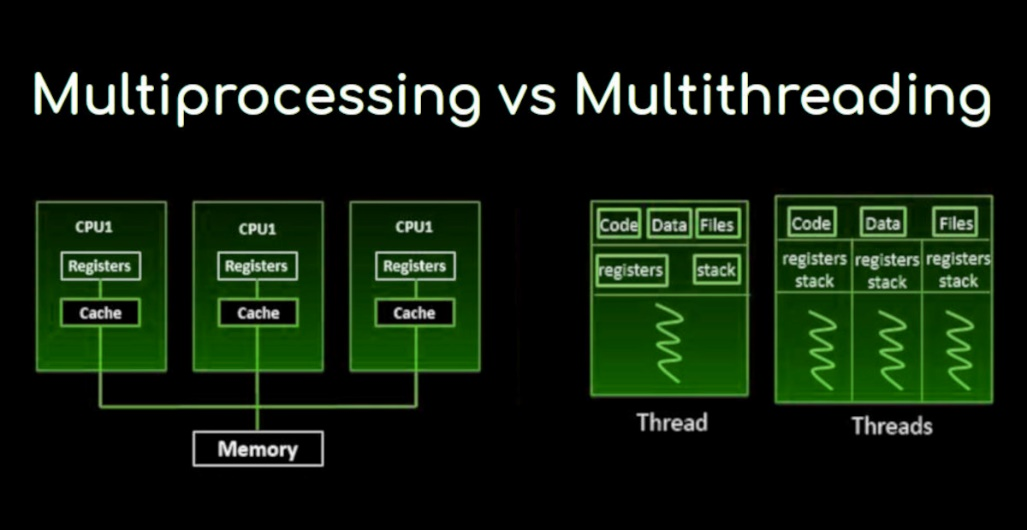 Multiprocessing vs Multithreading
CPU1
Registers
Cache
CPU1
Registers
Cache
CPU1
Registers
Cache
Memory
Code Data Files
registers stack
Thread
Code Data Files
registers registers registers
stack stack stack
Threads